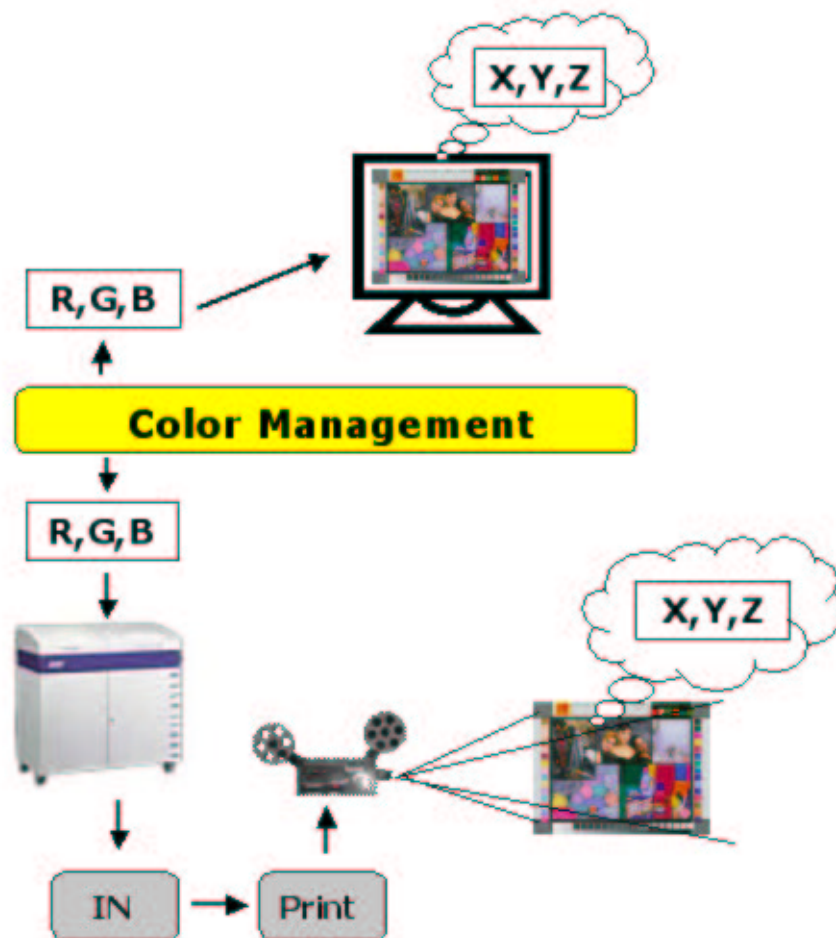 X,Y,Z
R,G,B
Color Management
R,G,B
X,Y,Z
IN
Print